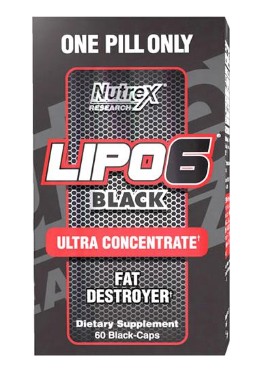 ONE PILL ONLY
Nutrex
RESEARCH
LIPO6®
BLACK
ULTRA CONCENTRATE†
FAT
DESTROYER†
Dietary Supplement
60 Black-Caps